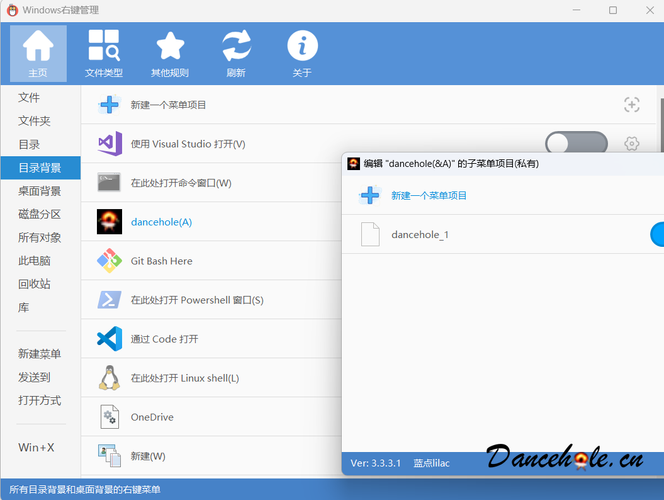 Windows右键管理
主页
文件类型
其他规则
刷新
关于
文件
文件夹
目录
目录背景
桌面背景
磁盘分区
所有对象
此电脑
回收站
库
新建菜单
发送到
打开方式
Win+X
新建一个菜单项目
使用 Visual Studio 打开(V)
在此处打开命令窗口(W)
dancehole(A)
Git Bash Here
在此处打开 Powershell 窗口(S)
通过 Code 打开
在此处打开 Linux shell(L)
OneDrive
新建(W)
编辑 "dancehole(&A)" 的子菜单项目(私有)
新建一个菜单项目
dancehole_1
Ver: 3.3.3.1 蓝点lilac
Dancehole.cn
所有目录背景和桌面背景的右键菜单